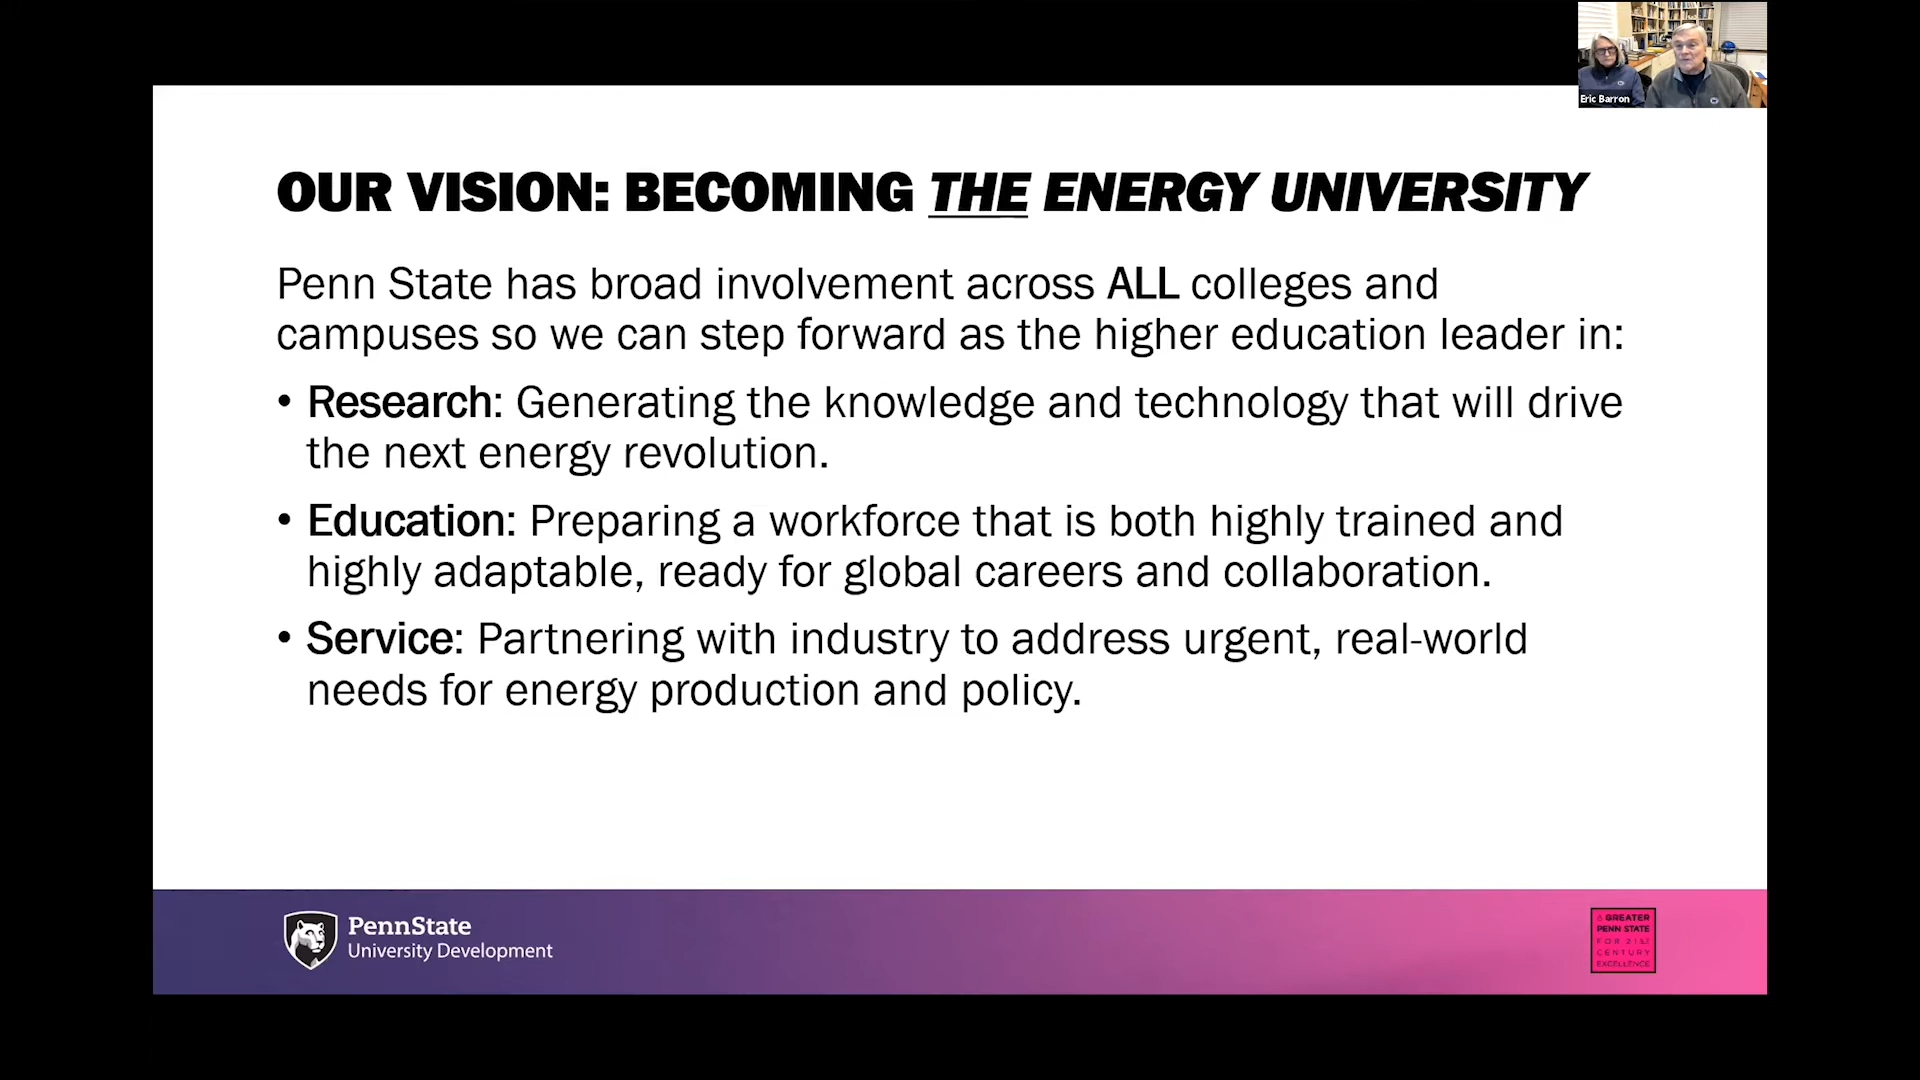 Eric Barron
OUR VISION: BECOMING THE ENERGY UNIVERSITY
Penn State has broad involvement across ALL colleges and
campuses so we can step forward as the higher education leader in:
• Research: Generating the knowledge and technology that will drive
the next energy revolution.
• Education: Preparing a workforce that is both highly trained and
highly adaptable, ready for global careers and collaboration.
• Service: Partnering with industry to address urgent, real-world
needs for energy production and policy.
PennState
University Development
A GREATER
PENN STATE
FOR 21ST
CENTURY
EXCELLENCE